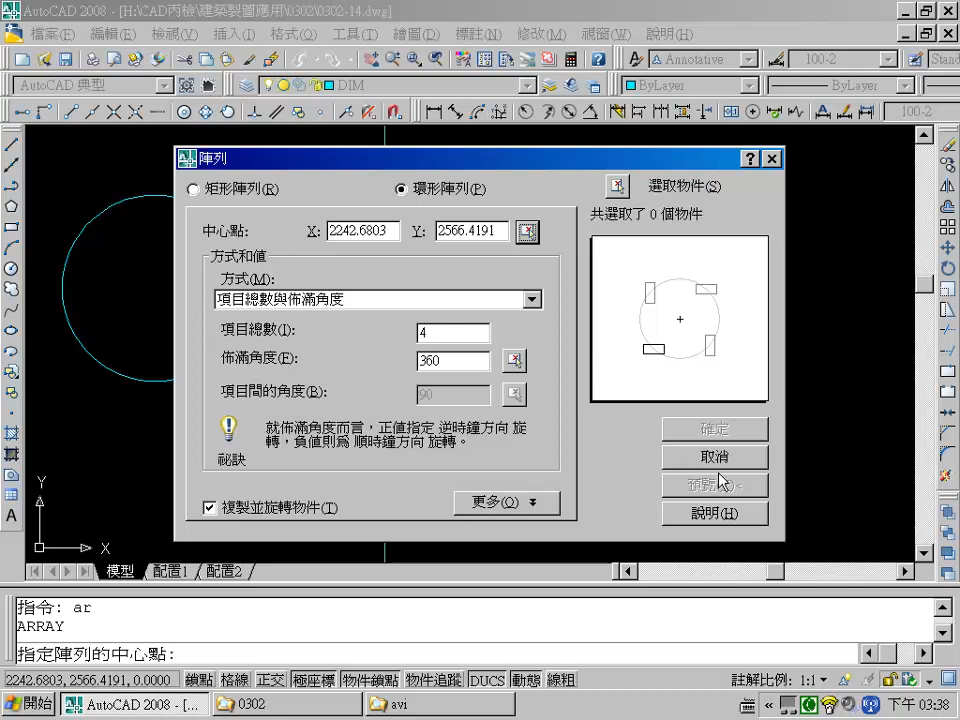 AutoCAD 2008 - [H:\CAD丙檢\建築製圖應用\0302\0302-14.dwg]
檔案(F) 編輯(E) 檢視(V) 插入(I) 格式(O) 工具(T) 繪圖(D) 標註(N) 修改(M) 視窗(W) 說明(H)
Annotative 100-2 Stand
AutoCAD 典型 DIM ByLayer ByLayer
100-2
陣列
矩形陣列(R) 環形陣列(P) 選取物件(S)
共選取了 0 個物件
中心點: X: 2242.6803 Y: 2566.4191
方式和值
方式(M):
項目總數與佈滿角度
項目總數(I): 4
佈滿角度(F): 360
項目間的角度(B): 90
就佈滿角度而言，正值指定 逆時鐘方向 旋
轉，負值則為 順時鐘方向 旋轉。
祕訣
複製並旋轉物件(T) 更多(O)
確定
取消
說明(H)
Y
X
模型 配置1 配置2
指令: ar
ARRAY
指定陣列的中心點:
2242.6803, 2566.4191, 0.0000 鎖點 格線 正交 極座標 物件鎖點 物件追蹤 DUCS 動態 線粗 註解比例: 1:1
開始 AutoCAD 2008 - [... 0302 avi 下午 03:38